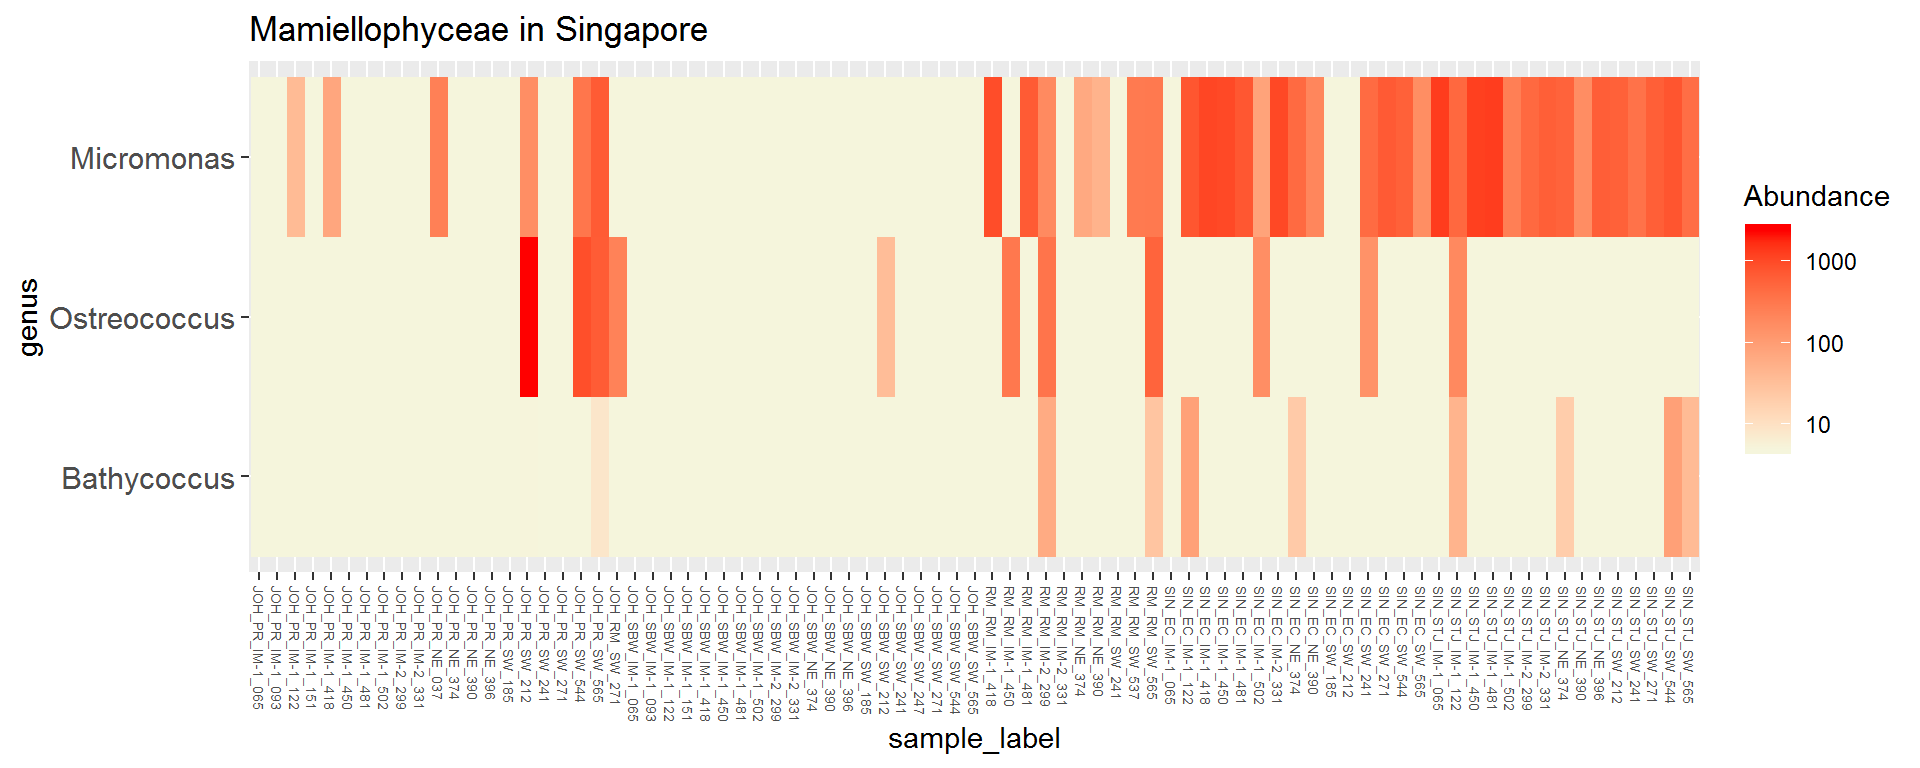 Mamiellophyceae in Singapore
genus
Micromonas
Ostreococcus
Bathycoccus
Abundance
1000
100
10
JOH_PR_IM-1_065
JOH_PR_IM-1_093
JOH_PR_IM-1_122
JOH_PR_IM-1_151
JOH_PR_IM-1_418
JOH_PR_IM-1_450
JOH_PR_IM-1_481
JOH_PR_IM-1_502
JOH_PR_IM-2_299
JOH_PR_IM-2_331
JOH_PR_NE_037
JOH_PR_NE_374
JOH_PR_NE_390
JOH_PR_NE_396
JOH_PR_SW_185
JOH_PR_SW_212
JOH_PR_SW_241
JOH_PR_SW_271
JOH_PR_SW_544
JOH_PR_SW_565
JOH_RM_SW_271
JOH_SBW_IM-1_065
JOH_SBW_IM-1_093
JOH_SBW_IM-1_122
JOH_SBW_IM-1_151
JOH_SBW_IM-1_418
JOH_SBW_IM-1_450
JOH_SBW_IM-1_481
JOH_SBW_IM-1_502
JOH_SBW_IM-2_299
JOH_SBW_IM-2_331
JOH_SBW_NE_374
JOH_SBW_NE_390
JOH_SBW_NE_396
JOH_SBW_SW_185
JOH_SBW_SW_212
JOH_SBW_SW_241
JOH_SBW_SW_247
JOH_SBW_SW_271
JOH_SBW_SW_544
JOH_SBW_SW_565
RM_RM_IM-1_418
RM_RM_IM-1_450
RM_RM_IM-1_481
RM_RM_IM-2_299
RM_RM_IM-2_331
RM_RM_NE_374
RM_RM_NE_390
RM_RM_SW_241
RM_RM_SW_537
RM_RM_SW_565
SIN_EC_IM-1_065
SIN_EC_IM-1_122
SIN_EC_IM-1_418
SIN_EC_IM-1_450
SIN_EC_IM-1_481
SIN_EC_IM-1_502
SIN_EC_IM-2_331
SIN_EC_NE_374
SIN_EC_NE_390
SIN_EC_SW_185
SIN_EC_SW_212
SIN_EC_SW_241
SIN_EC_SW_271
SIN_EC_SW_544
SIN_EC_SW_565
SIN_STJ_IM-1_065
SIN_STJ_IM-1_122
SIN_STJ_IM-1_450
SIN_STJ_IM-1_481
SIN_STJ_IM-1_502
SIN_STJ_IM-2_299
SIN_STJ_IM-2_331
SIN_STJ_NE_374
SIN_STJ_NE_390
SIN_STJ_NE_396
SIN_STJ_SW_212
SIN_STJ_SW_241
SIN_STJ_SW_271
SIN_STJ_SW_544
SIN_STJ_SW_565
sample_label